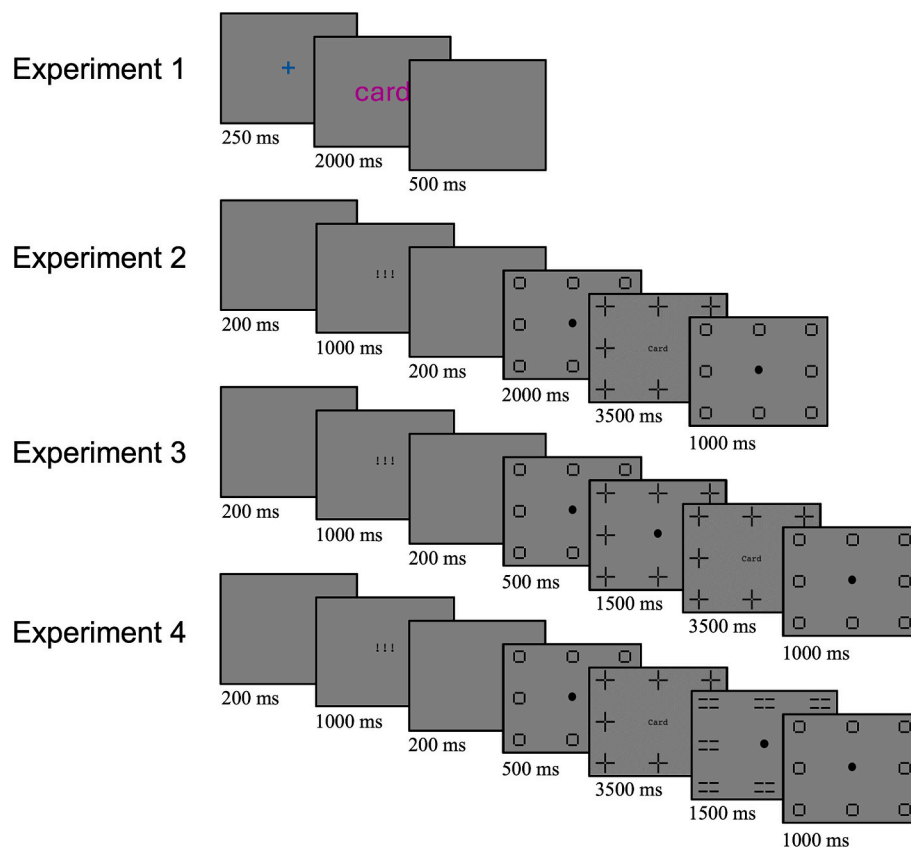 Experiment 1
card
250 ms
2000 ms
500 ms
Experiment 2
!!!
Card
200 ms
1000 ms
200 ms
2000 ms
3500 ms
1000 ms
Experiment 3
!!!
Card
200 ms
1000 ms
200 ms
500 ms
1500 ms
3500 ms
1000 ms
Experiment 4
!!!
Card
200 ms
1000 ms
200 ms
500 ms
3500 ms
1500 ms
1000 ms